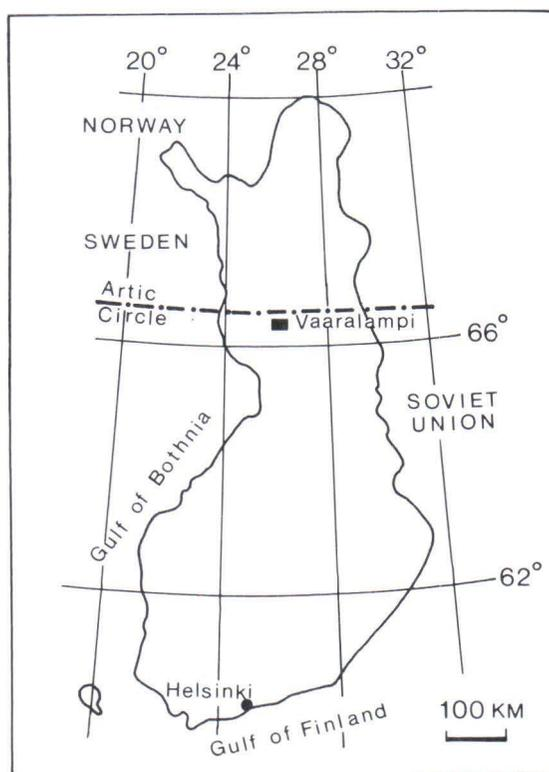 20° 24° 28° 32°
NORWAY
SWEDEN
Artic
Circle
Vaaralampi
66°
SOVIET
UNION
Gulf of Bothnia
62°
Helsinki
Gulf of Finland
100 KM